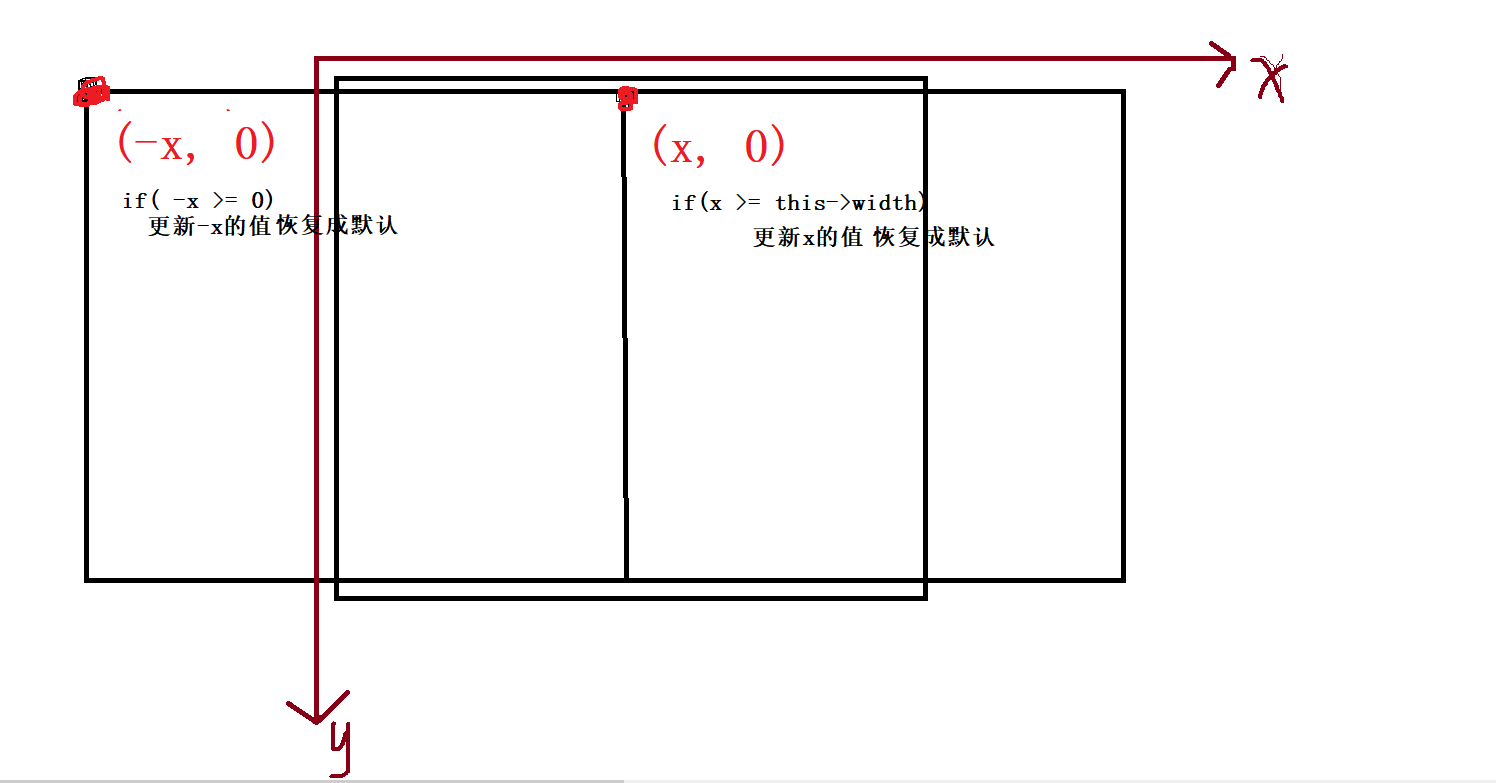 x
(-x, 0)
(x, 0)
if( -x >= 0)
更新-x的值恢复成默认
if(x >= this->width)
更新x的值 恢复成默认
y